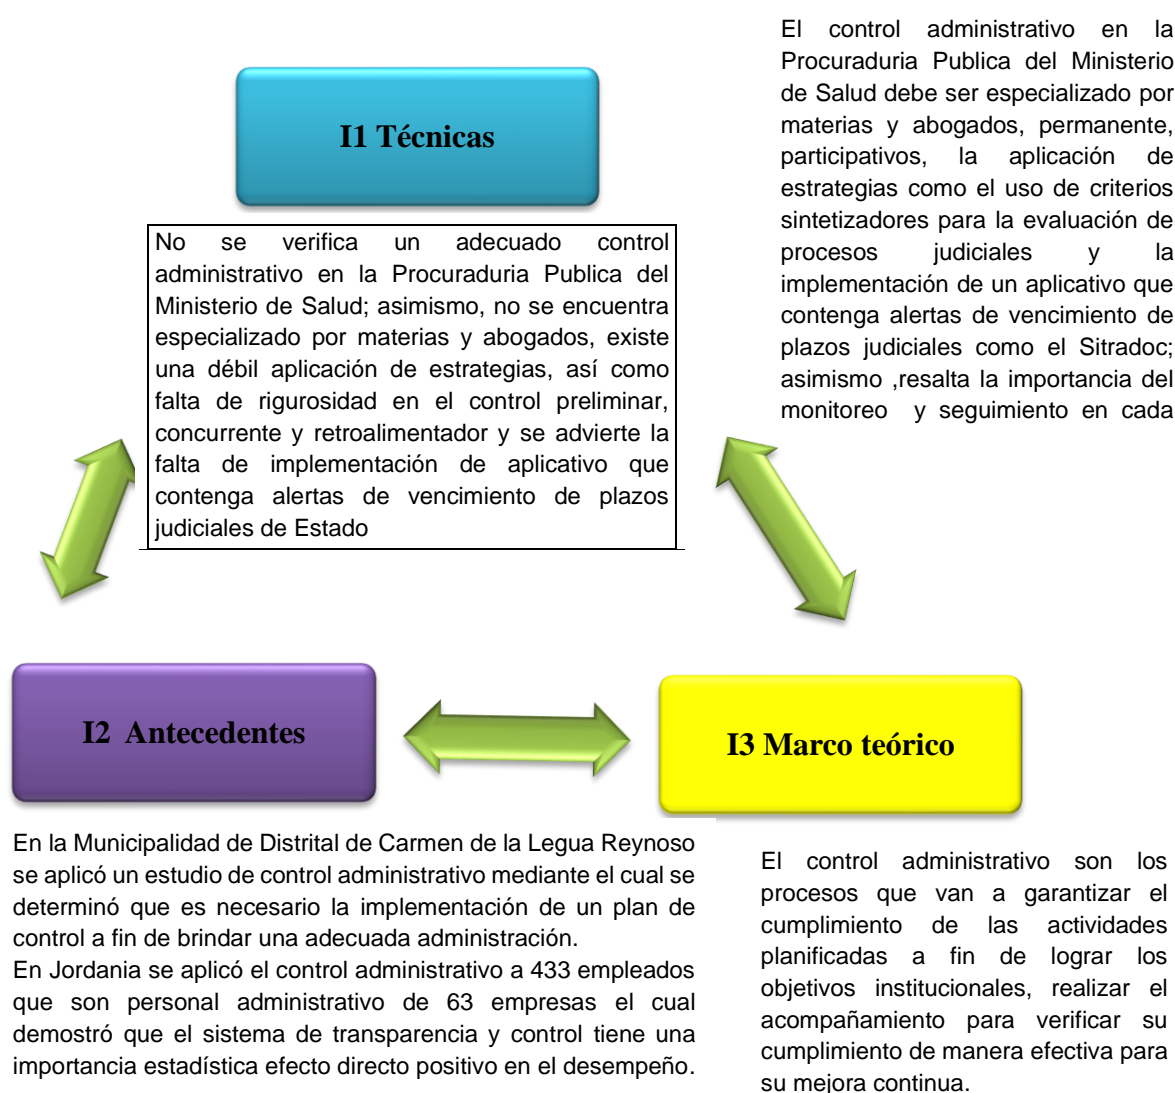 El control administrativo en la
Procuraduria Publica del Ministerio
de Salud debe ser especializado por
materias y abogados, permanente,
participativos, la aplicación de
estrategias como el uso de criterios
sintetizadores para la evaluación de
procesos judiciales y la
implementación de un aplicativo que
contenga alertas de vencimiento de
plazos judiciales como el Sitradoc;
asimismo ,resalta la importancia del
monitoreo y seguimiento en cada
I1 Técnicas
No se verifica un adecuado control
administrativo en la Procuraduria Publica del
Ministerio de Salud; asimismo, no se encuentra
especializado por materias y abogados, existe
una débil aplicación de estrategias, así como
falta de rigurosidad en el control preliminar,
concurrente y retroalimentador y se advierte la
falta de implementación de aplicativo que
contenga alertas de vencimiento de plazos
judiciales de Estado
I2 Antecedentes
I3 Marco teórico
En la Municipalidad de Distrital de Carmen de la Legua Reynoso
se aplicó un estudio de control administrativo mediante el cual se
determinó que es necesario la implementación de un plan de
control a fin de brindar una adecuada administración.
En Jordania se aplicó el control administrativo a 433 empleados
que son personal administrativo de 63 empresas el cual
demostró que el sistema de transparencia y control tiene una
importancia estadística efecto directo positivo en el desempeño.
El control administrativo son los
procesos que van a garantizar el
cumplimiento de las actividades
planificadas a fin de lograr los
objetivos institucionales, realizar el
acompañamiento para verificar su
cumplimiento de manera efectiva para
su mejora continua.